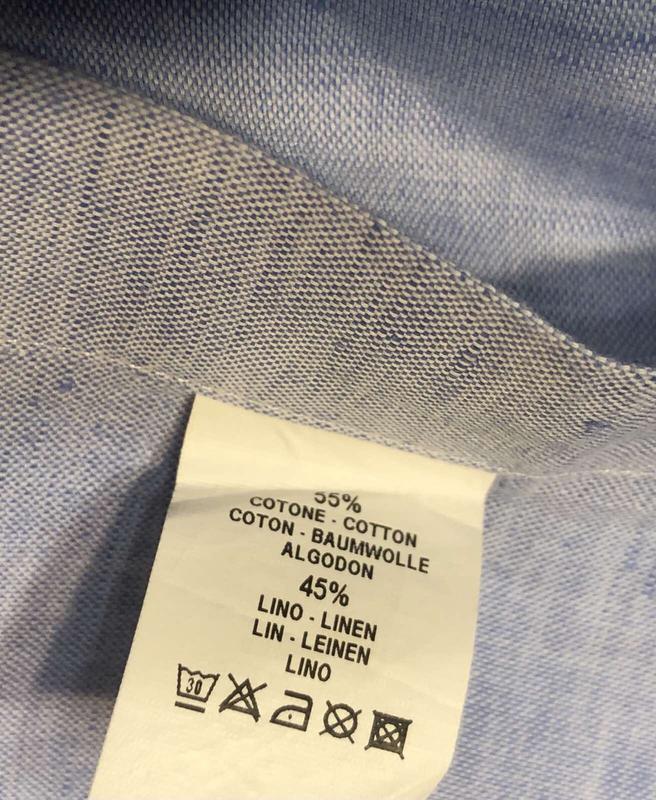 55%
COTONE - COTTON
COTON - BAUMWOLLE
ALGODON
45%
LINO - LINEN
LIN - LEINEN
LINO
30